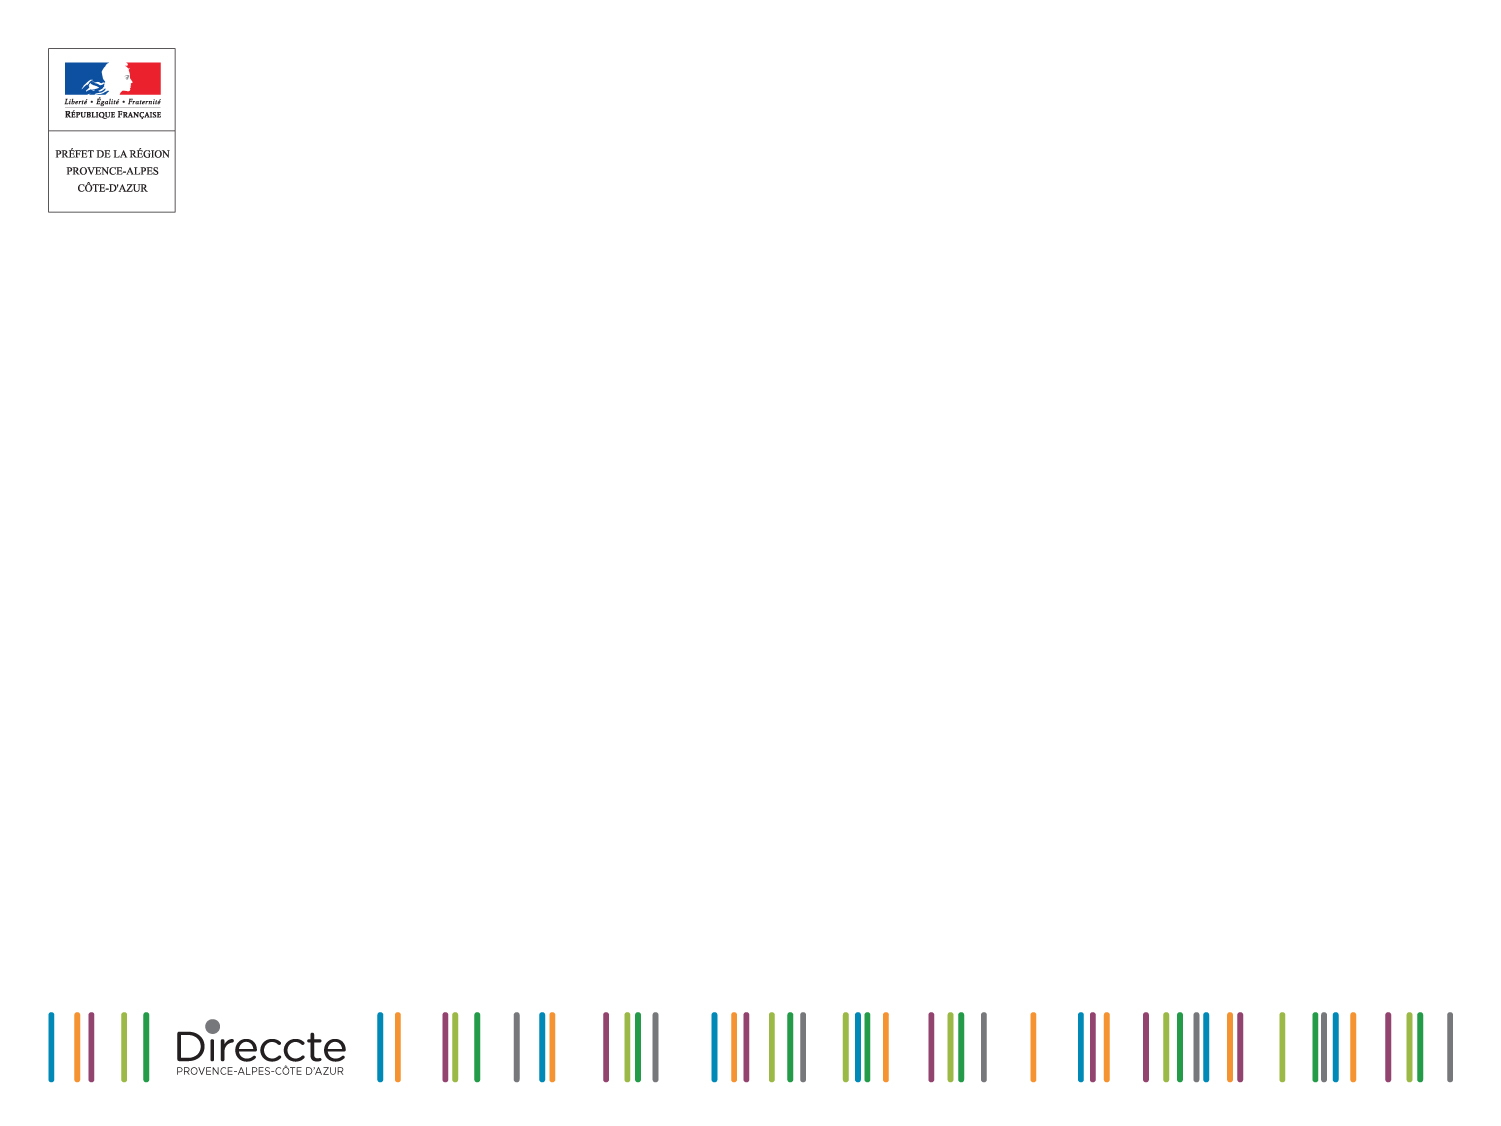 Liberté • Égalité • Fraternité
RÉPUBLIQUE FRANÇAISE
PRÉFET DE LA RÉGION
PROVENCE-ALPES
CÔTE-D'AZUR
Direccte
PROVENCE-ALPES-CÔTE D'AZUR